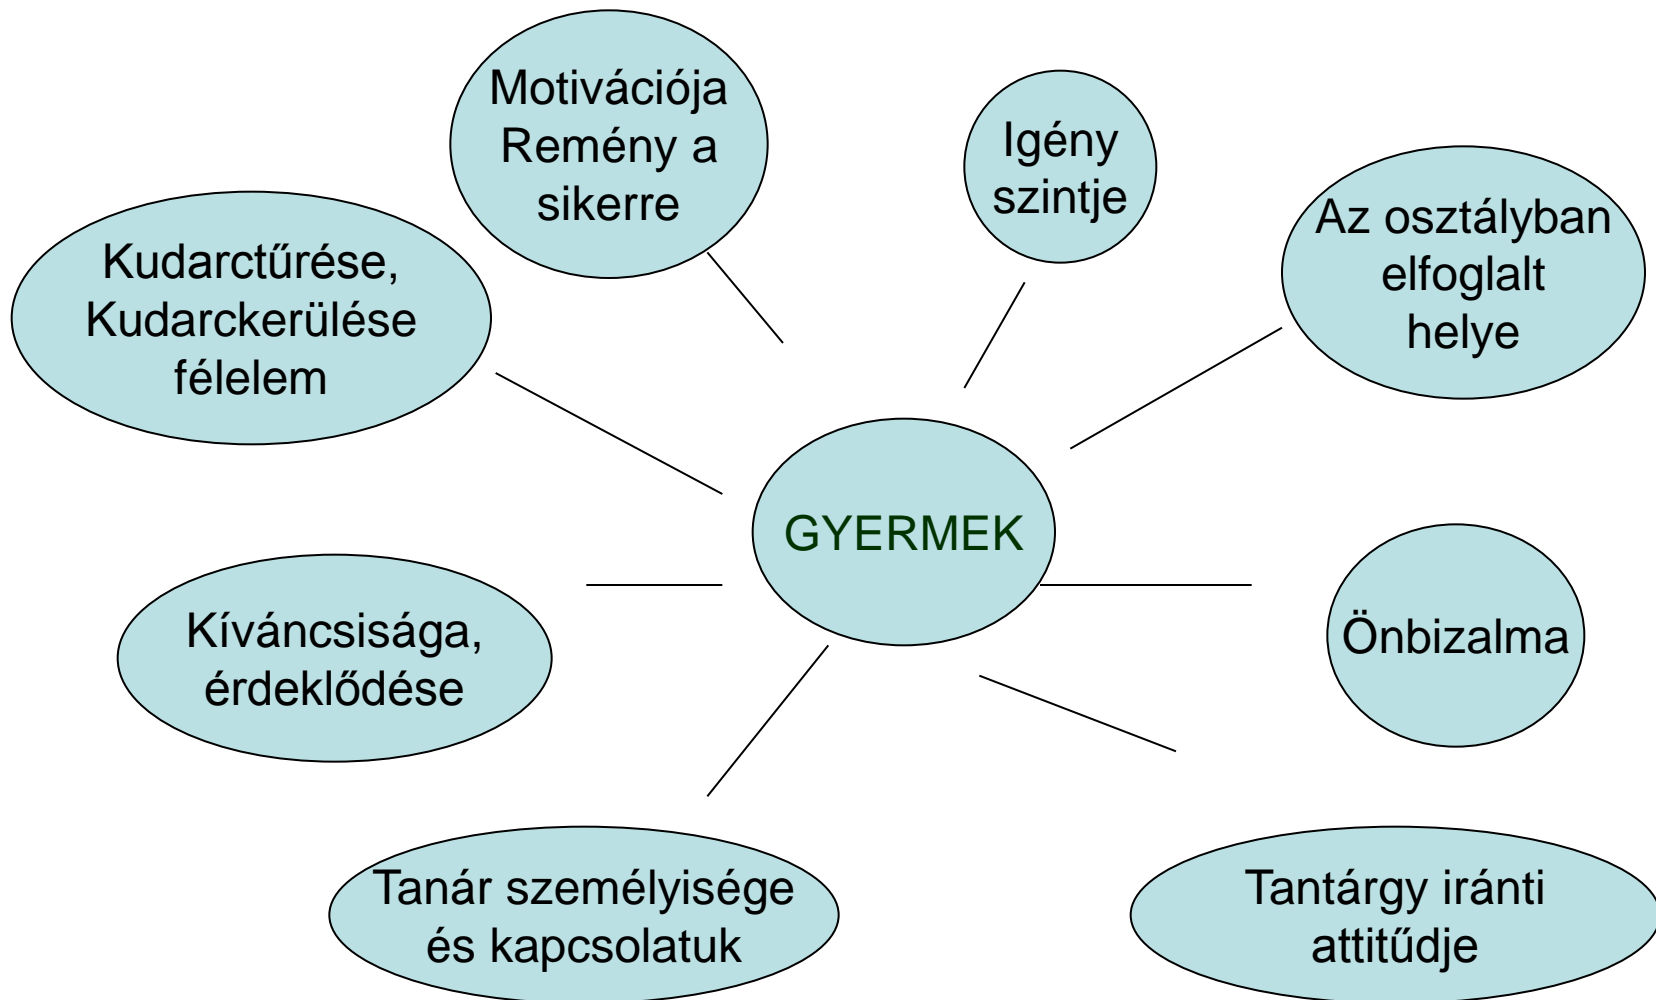 Motivációja
Remény a
sikerre
Igény
szintje
Az osztályban
elfoglalt
helye
Kudarctűrése,
Kudarckerülése
félelem
GYERMEK
Kíváncsisága,
érdeklődése
Önbizalma
Tanár személyisége
és kapcsolatuk
Tantárgy iránti
attitűdje